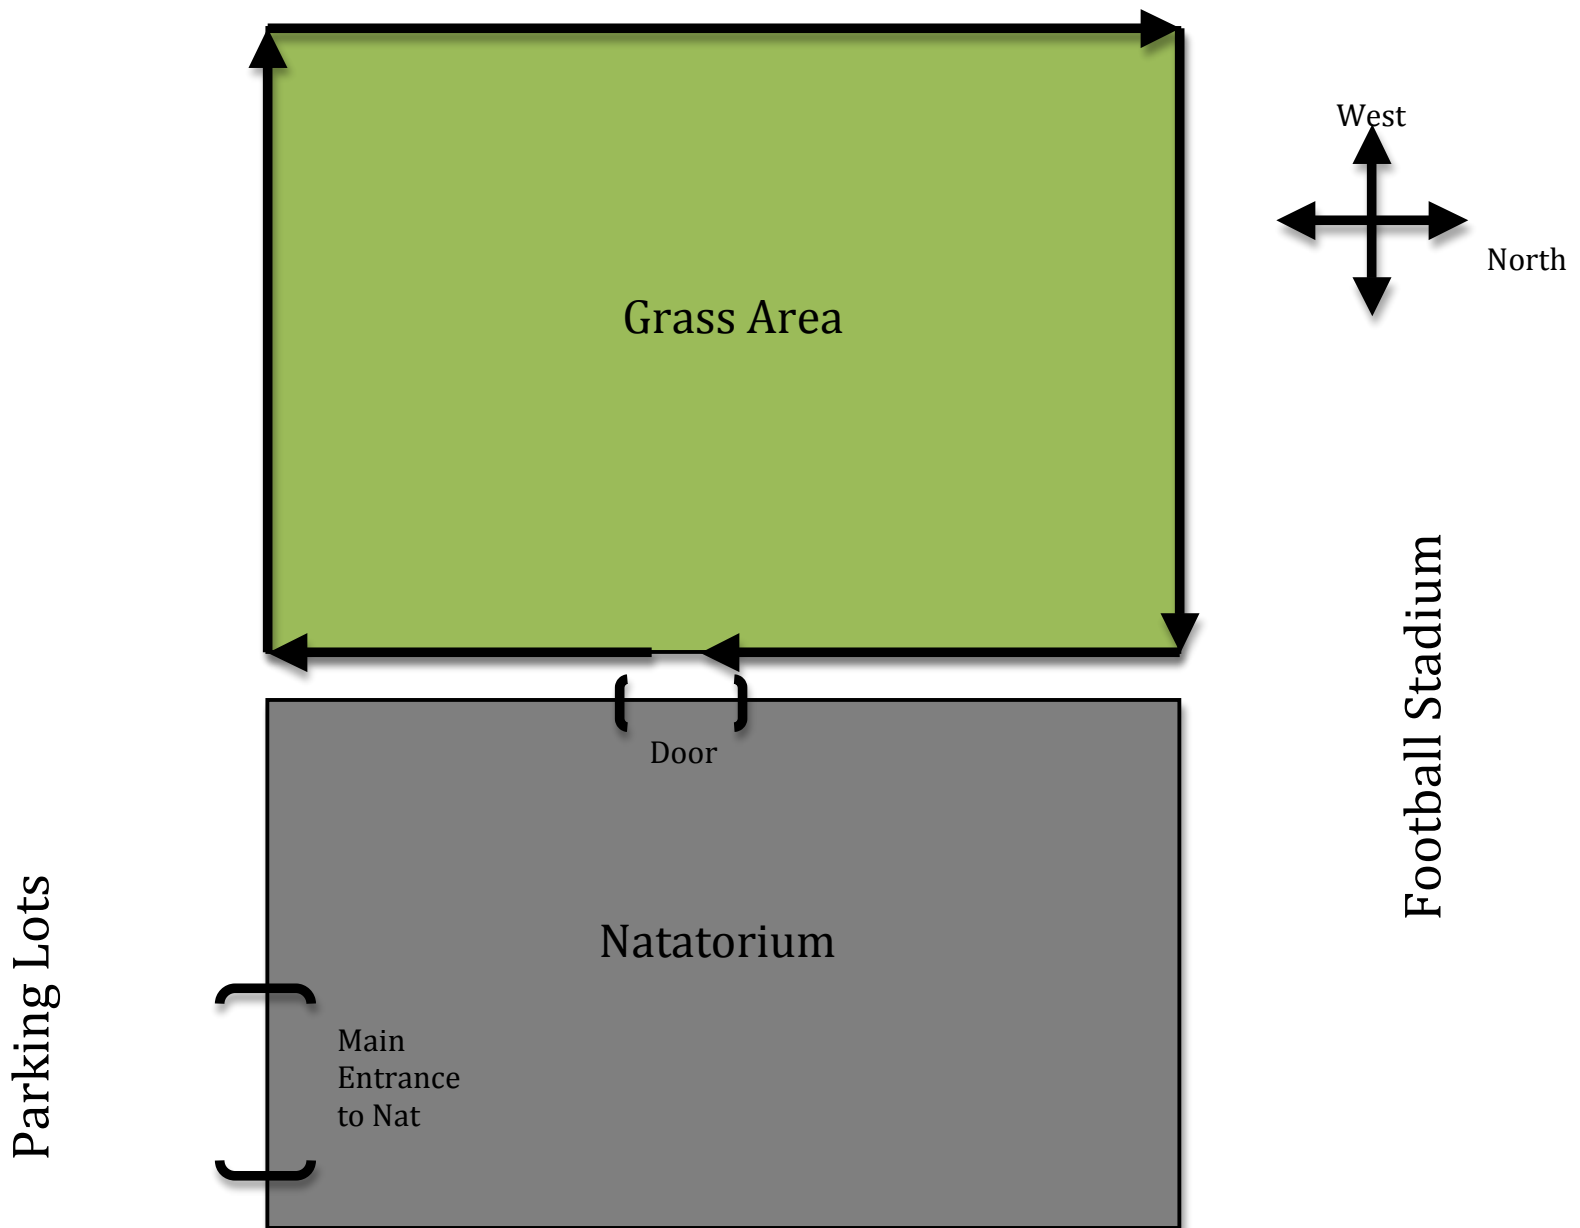 West
North
Grass Area
Football Stadium
Door
Natatorium
Parking Lots
Main
Entrance
to Nat